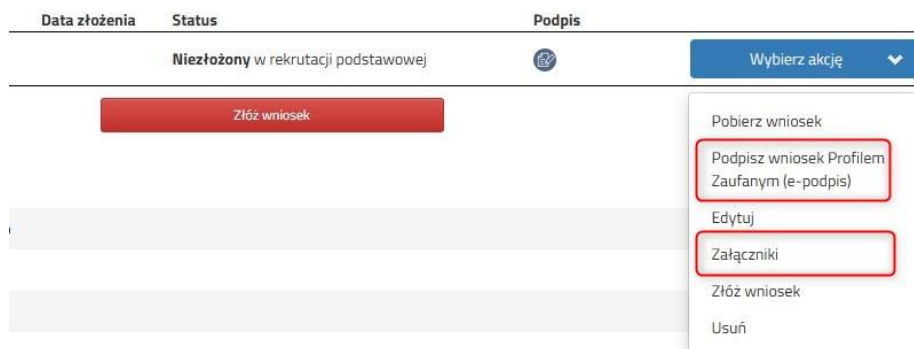 Data złożenia Status Podpis
Niezłożony w rekrutacji podstawowej Wybierz akcję
Złóż wniosek
Pobierz wniosek
Podpisz wniosek Profilem
Zaufanym (e-podpis)
Edytuj
Załączniki
Złóż wniosek
Usuń